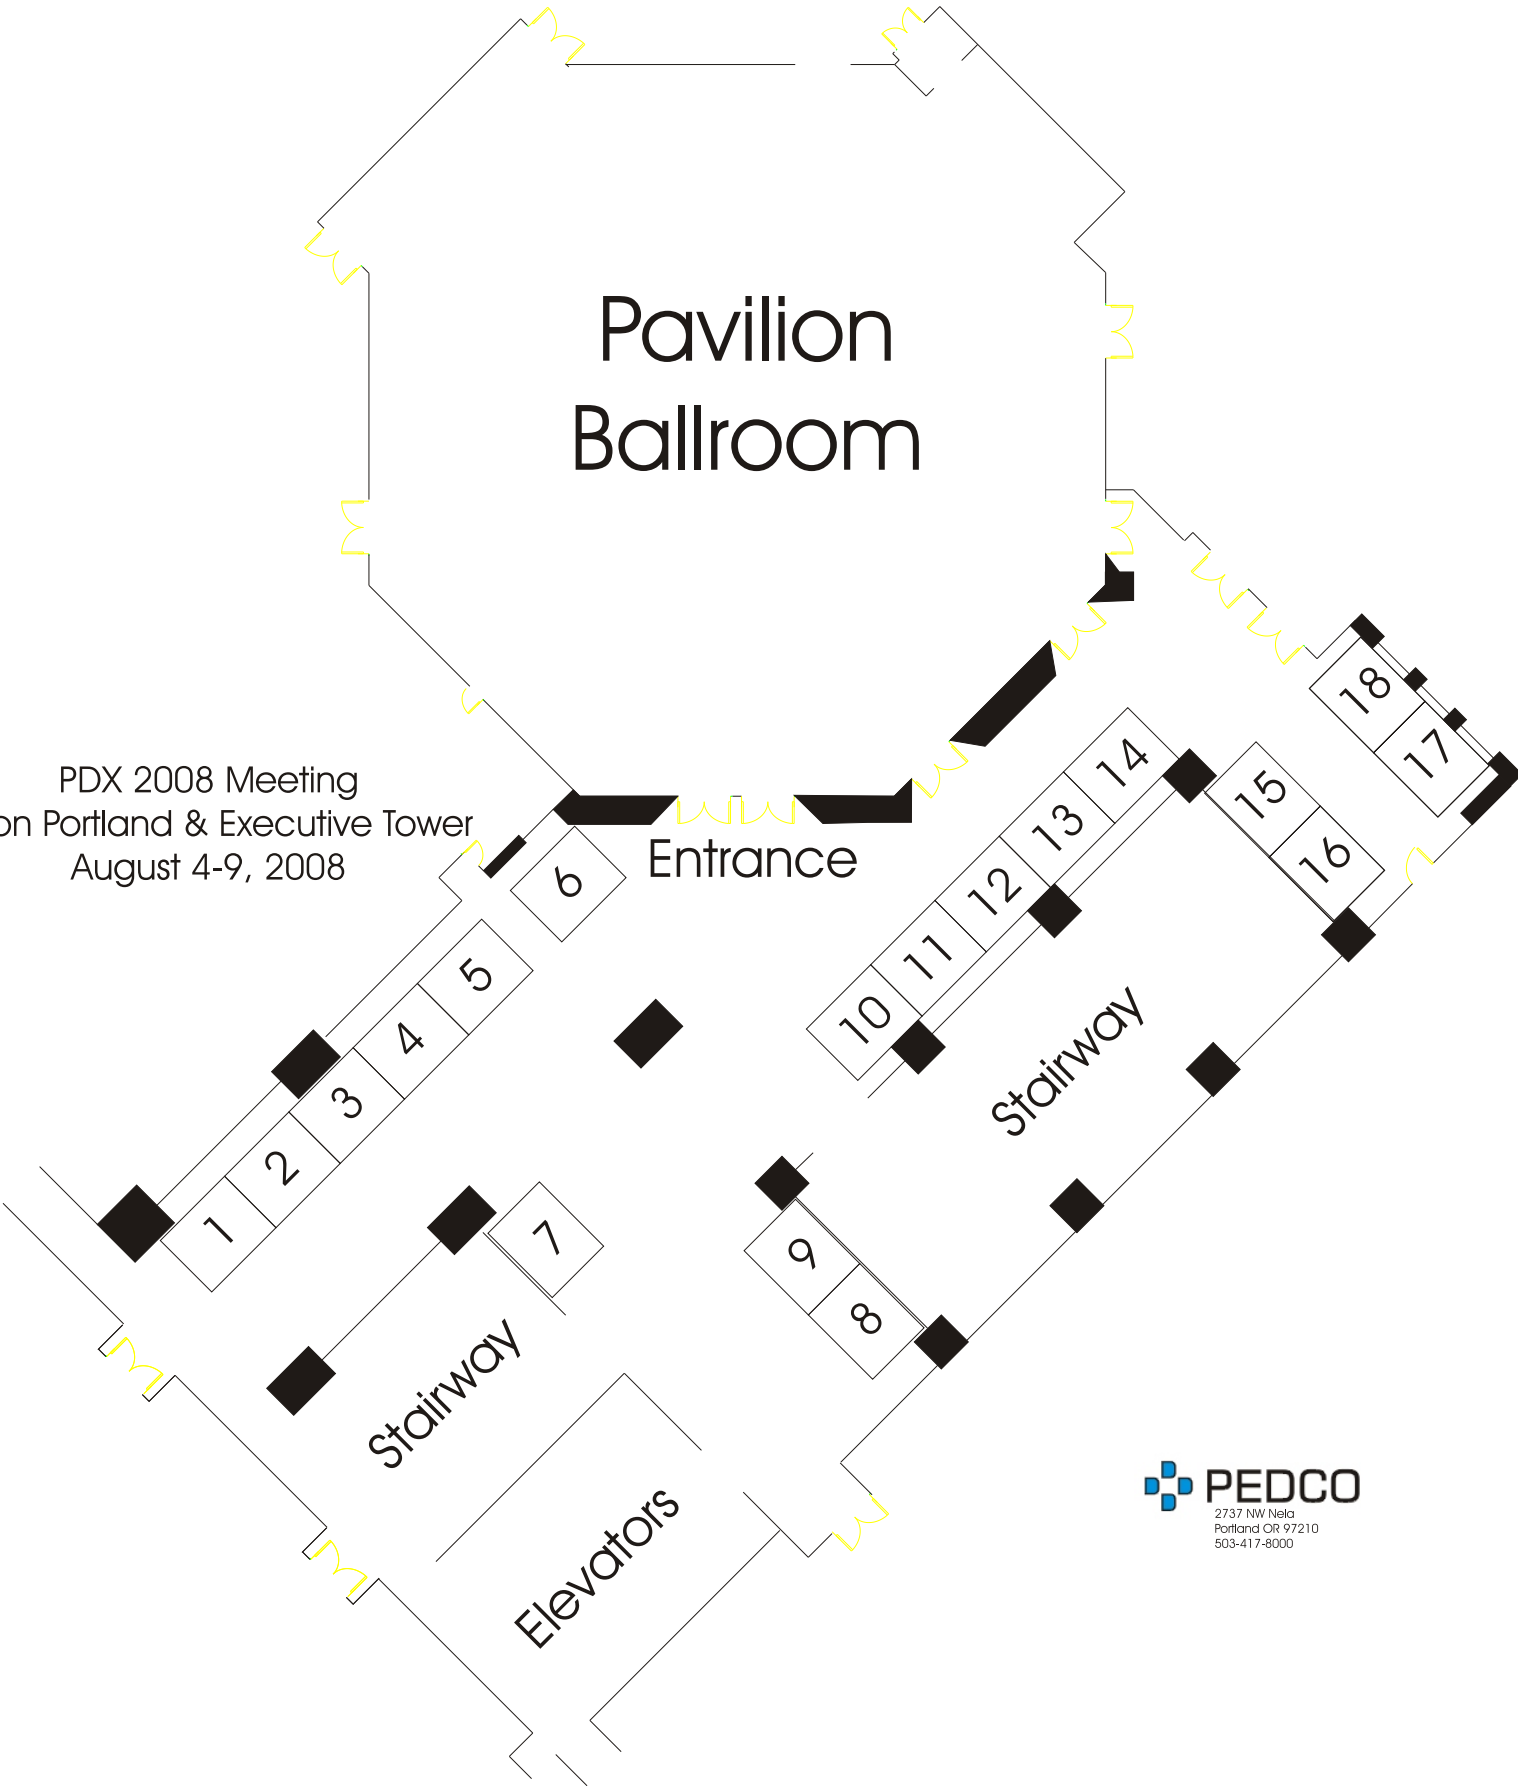 Pavilion
Ballroom
PDX 2008 Meeting
on Portland & Executive Tower
August 4-9, 2008
Entrance
18
17
15
16
14
13
12
11
10
6
5
4
3
2
1
7
9
8
Stairway
Stairway
Elevators
PEDCO
2737 NW Nela
Portland OR 97210
503-417-8000